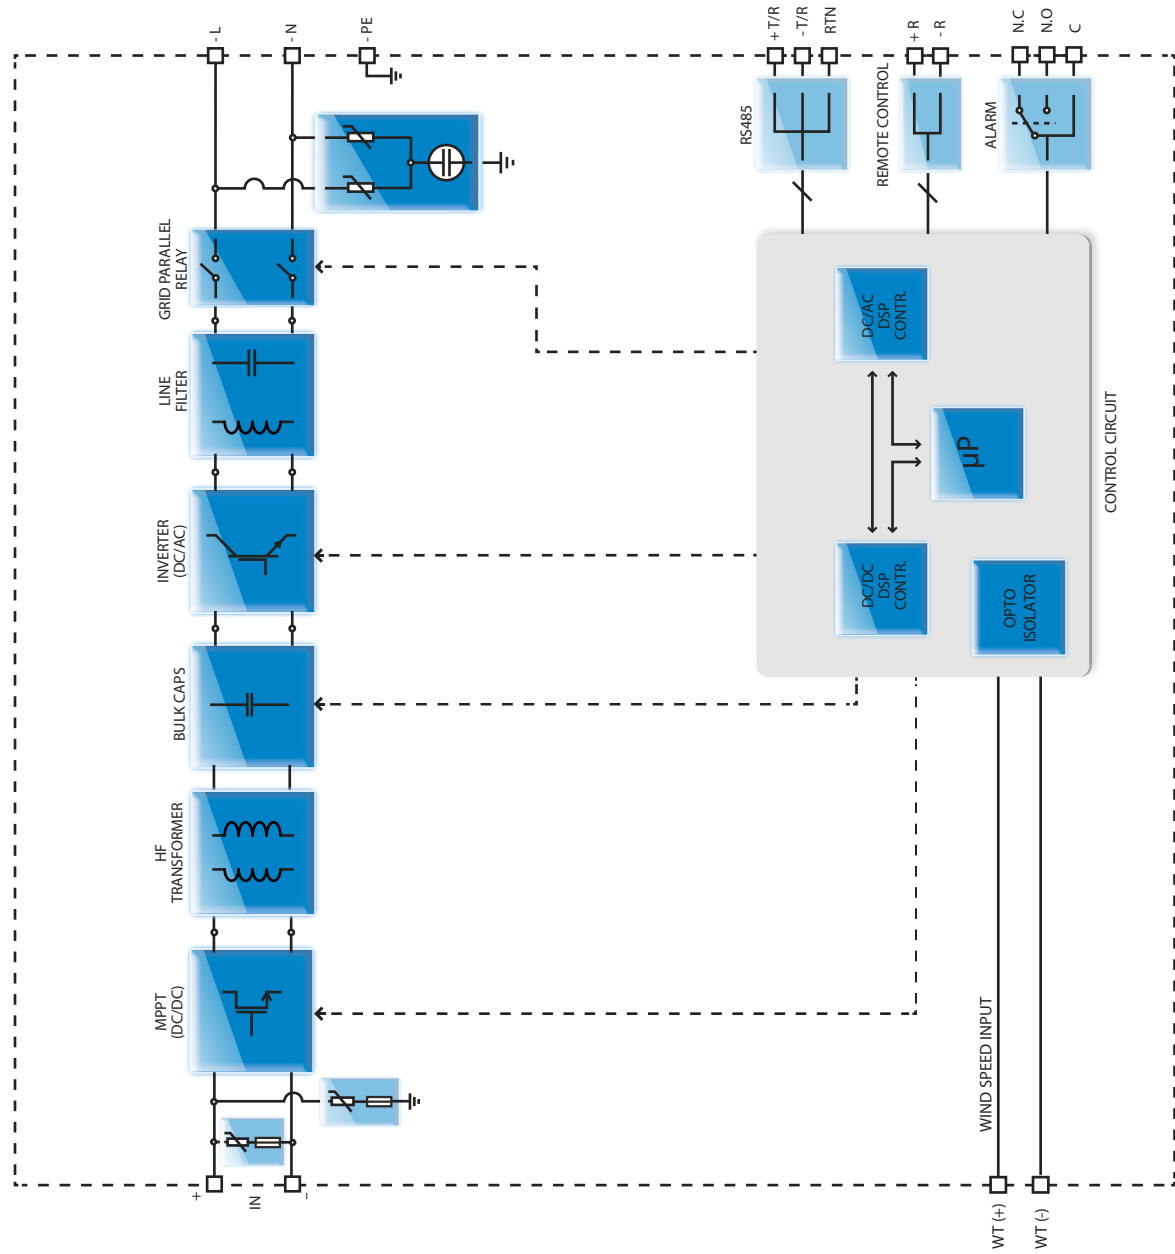 +
IN
–
MPPT
(DC/DC)
HF
TRANSFORMER
BULK CAPS
INVERTER
(DC/AC)
LINE
FILTER
GRID PARALLEL
RELAY
- L
- N
- PE
RS485
+ T/R
- T/R
RTN
REMOTE CONTROL
+ R
- R
ALARM
N.C
N.O
C
DC/DC
DSP
CONTR.
DC/AC
DSP
CONTR.
µP
OPTO
ISOLATOR
CONTROL CIRCUIT
WIND SPEED INPUT
WT (+)
WT (-)